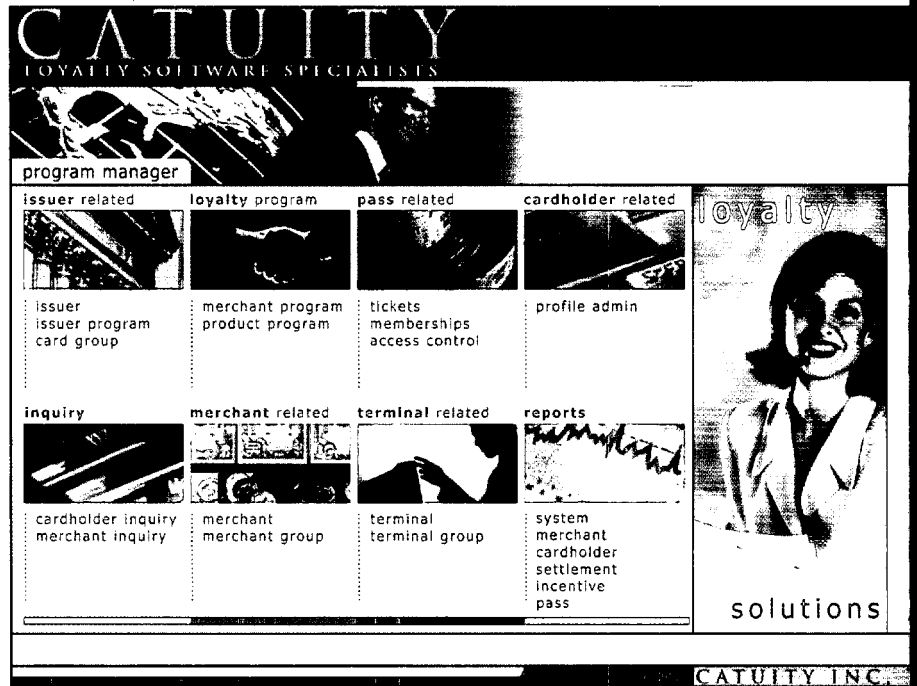 CATUITY
LOYALTY SOFTWARE SPECIALISTS
program manager
issuer related
issuer
issuer program
card group
loyalty program
merchant program
product program
pass related
tickets
memberships
access control
cardholder related
profile admin
inquiry
cardholder inquiry
merchant inquiry
merchant related
merchant
merchant group
terminal related
terminal
terminal group
reports
system
merchant
cardholder
settlement
incentive
pass
loyalty
solutions
CATUITY INC.